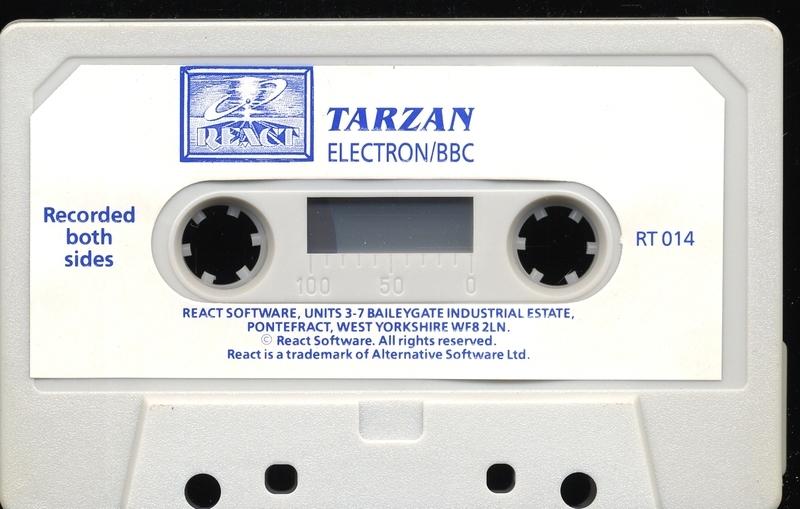 REACT
TARZAN
ELECTRON/BBC
Recorded
both
sides
RT 014
100 50 0
REACT SOFTWARE, UNITS 3-7 BAILEYGATE INDUSTRIAL ESTATE,
PONTEFRACT, WEST YORKSHIRE WF8 2LN.
© React Software. All rights reserved.
React is a trademark of Alternative Software Ltd.